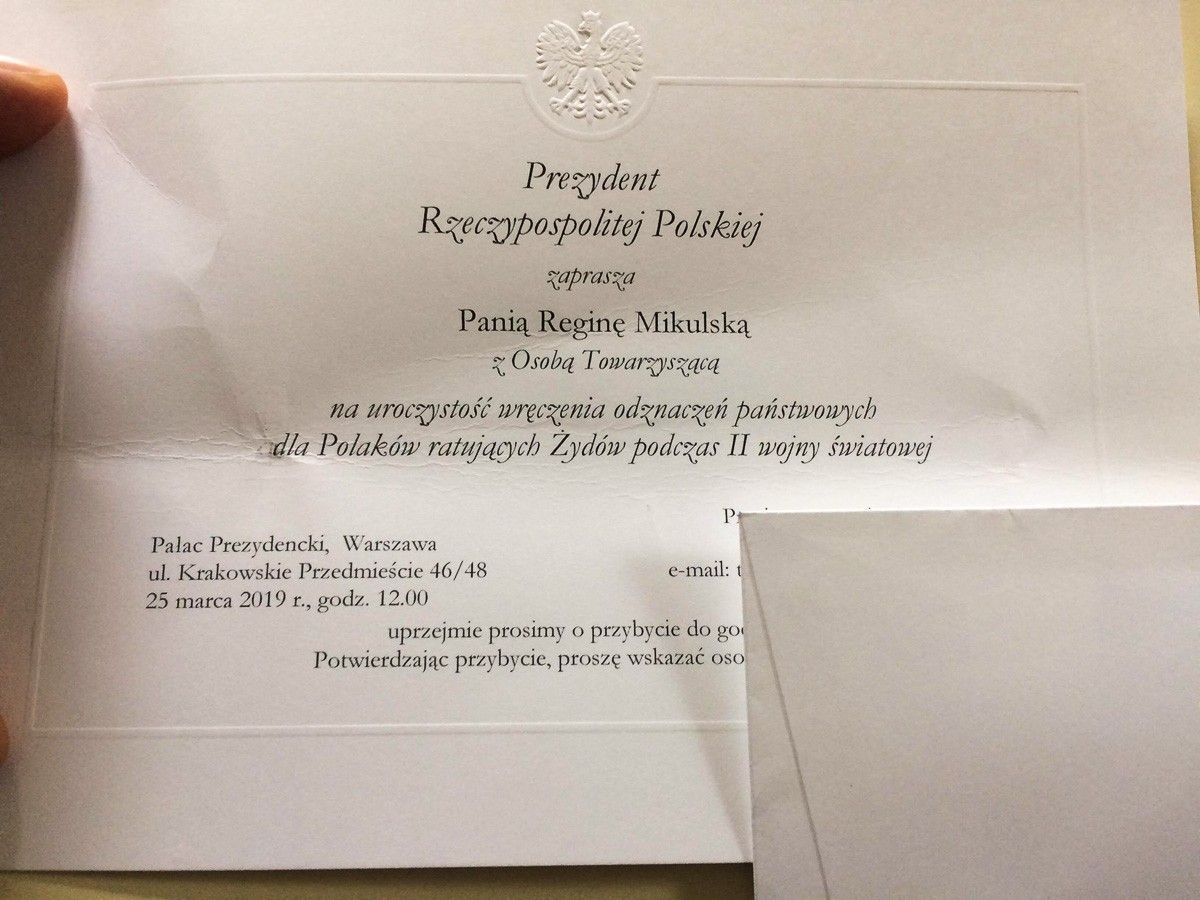 Prezydent
Rzeczypospolitej Polskiej
zaprasza
Panią Reginę Mikulską
z Osobą Towarzyszącą
na uroczystość wręczenia odznaczeń państwowych
dla Polaków ratujących Żydów podczas II wojny światowej
Pałac Prezydencki, Warszawa
ul. Krakowskie Przedmieście 46/48
e-mail:
25 marca 2019 r., godz. 12.00
uprzejmie prosimy o przybycie do
Potwierdzając przybycie, proszę wskazać